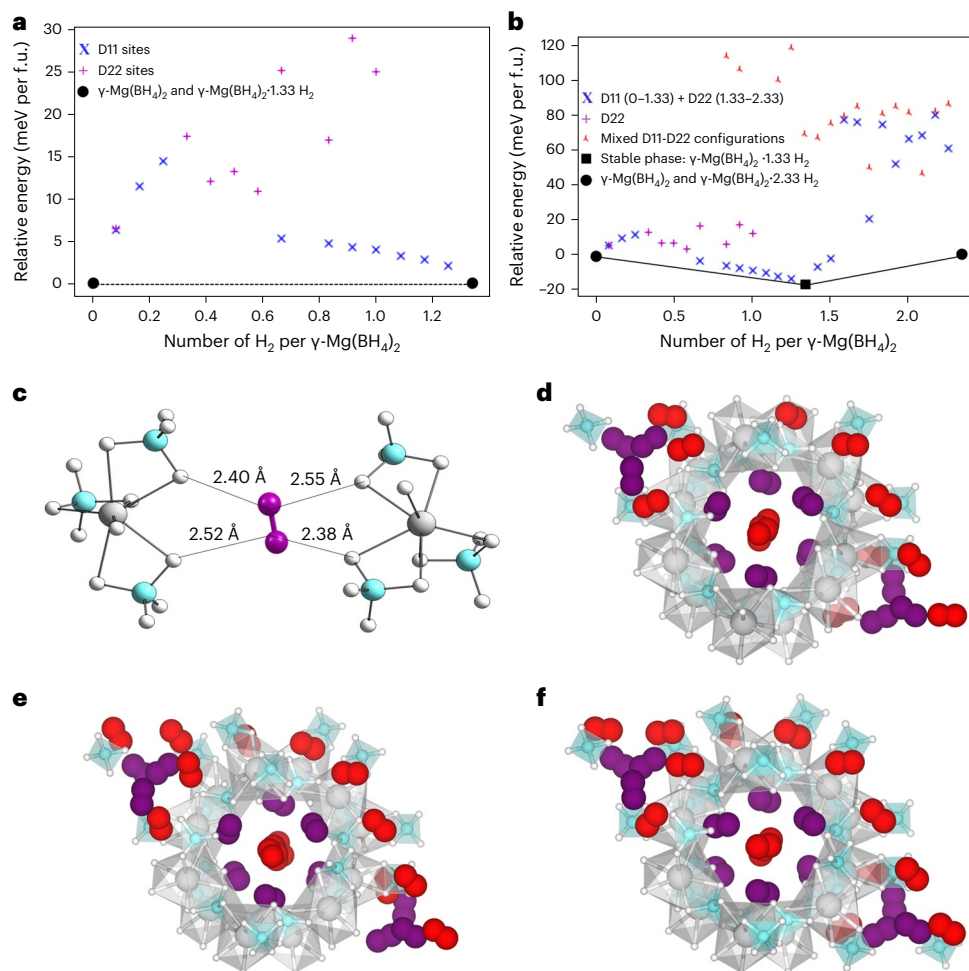 a
30
25
20
15
10
5
0
Relative energy (meV per f.u.)
D11 sites
D22 sites
γ-Mg(BH₄)₂ and γ-Mg(BH₄)₂·1.33 H₂
0
0.2
0.4
0.6
0.8
1.0
1.2
Number of H₂ per γ-Mg(BH₄)₂
b
120
100
80
60
40
20
0
–20
Relative energy (meV per f.u.)
D11 (0–1.33) + D22 (1.33–2.33)
D22
Mixed D11-D22 configurations
Stable phase: γ-Mg(BH₄)₂ ·1.33 H₂
γ-Mg(BH₄)₂ and γ-Mg(BH₄)₂·2.33 H₂
0
0.5
1.0
1.5
2.0
Number of H₂ per γ-Mg(BH₄)₂
c
2.40 Å
2.55 Å
2.52 Å
2.38 Å
d
e
f